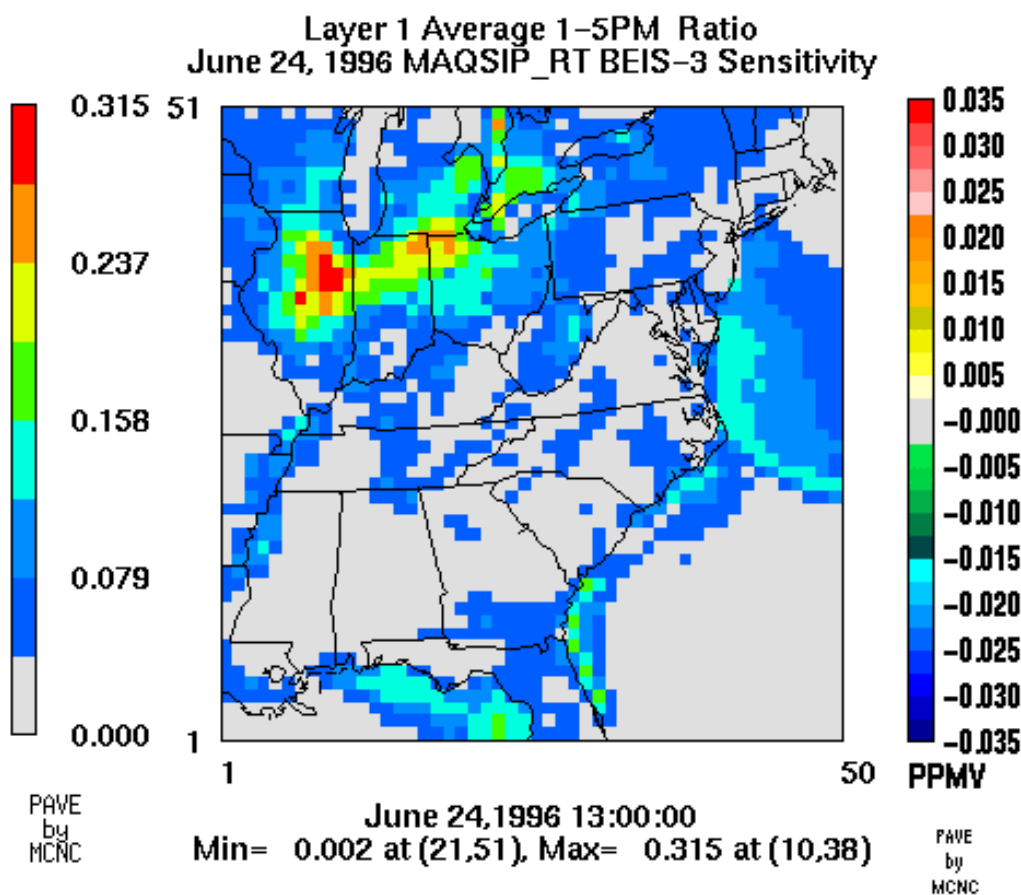 Layer 1 Average 1-5PM Ratio
June 24, 1996 MAQSIP_RT BEIS-3 Sensitivity
0.315
0.237
0.158
0.079
0.000
51
1
1
50
0.035
0.030
0.025
0.020
0.015
0.010
0.005
-0.000
-0.005
-0.010
-0.015
-0.020
-0.025
-0.030
-0.035
PPMV
PAVE
by
MCNC
June 24,1996 13:00:00
Min= 0.002 at (21,51), Max= 0.315 at (10,38)
PAVE
by
MCNC